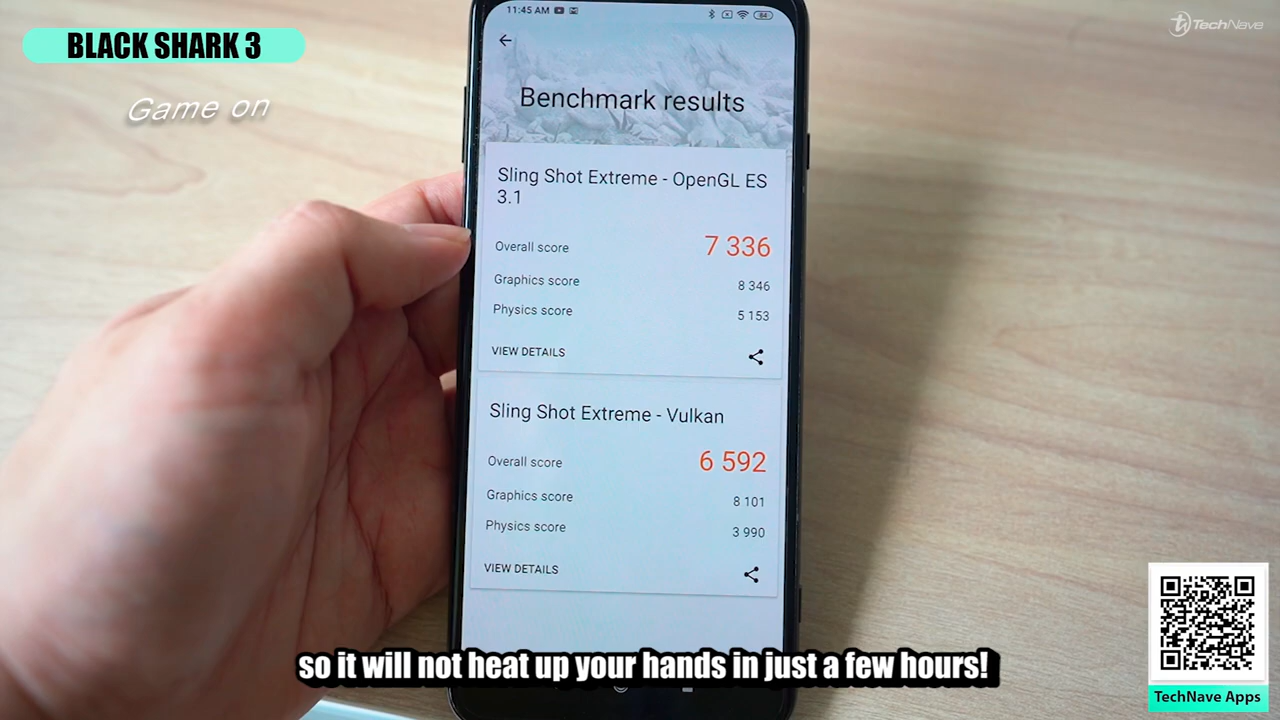 11:45 AM
84
TechNave
BLACK SHARK 3
Game on
Benchmark results
Sling Shot Extreme - OpenGL ES
3.1
Overall score 7 336
Graphics score 8 346
Physics score 5 153
VIEW DETAILS
Sling Shot Extreme - Vulkan
Overall score 6 592
Graphics score 8 101
Physics score 3 990
VIEW DETAILS
so it will not heat up your hands in just a few hours!
TechNave Apps